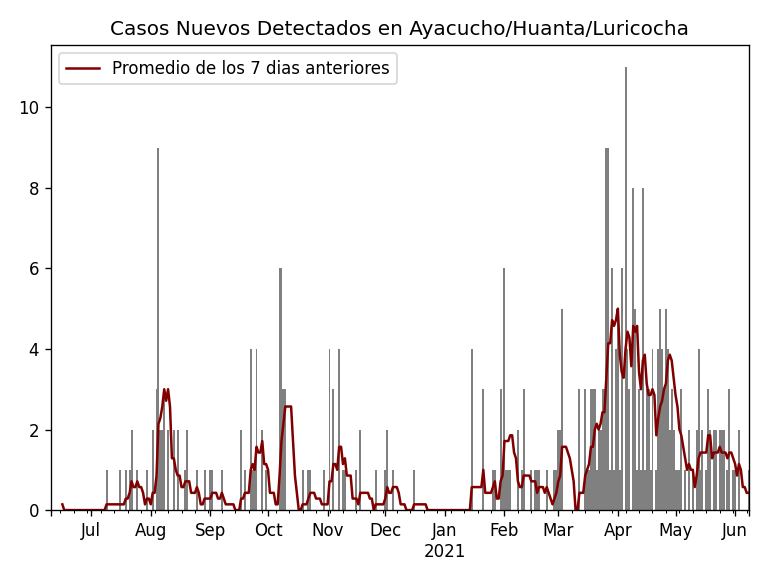 Casos Nuevos Detectados en Ayacucho/Huanta/Luricocha
Promedio de los 7 dias anteriores
10
8
6
4
2
0
Jul Aug Sep Oct Nov Dec Jan Feb Mar Apr May Jun
2021